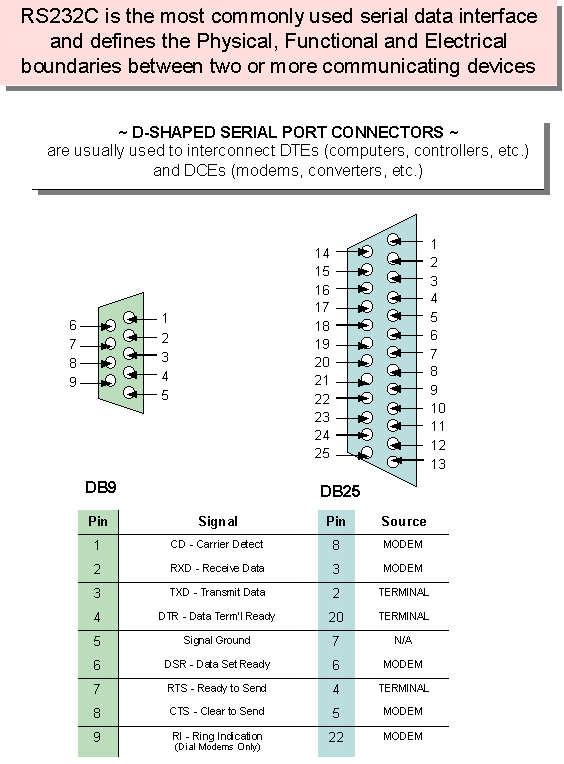 RS232C is the most commonly used serial data interface
and defines the Physical, Functional and Electrical
boundaries between two or more communicating devices
~ D-SHAPED SERIAL PORT CONNECTORS ~
are usually used to interconnect DTEs (computers, controllers, etc.)
and DCEs (modems, converters, etc.)
6
7
8
9
1
2
3
4
5
14
15
16
17
18
19
20
21
22
23
24
25
1
2
3
4
5
6
7
8
9
10
11
12
13
DB9
DB25
Pin Signal Pin Source
1 CD - Carrier Detect 8 MODEM
2 RXD - Receive Data 3 MODEM
3 TXD - Transmit Data 2 TERMINAL
4 DTR - Data Term'l Ready 20 TERMINAL
5 Signal Ground 7 N/A
6 DSR - Data Set Ready 6 MODEM
7 RTS - Ready to Send 4 TERMINAL
8 CTS - Clear to Send 5 MODEM
9 RI - Ring Indication 22 MODEM
(Dial Modems Only)